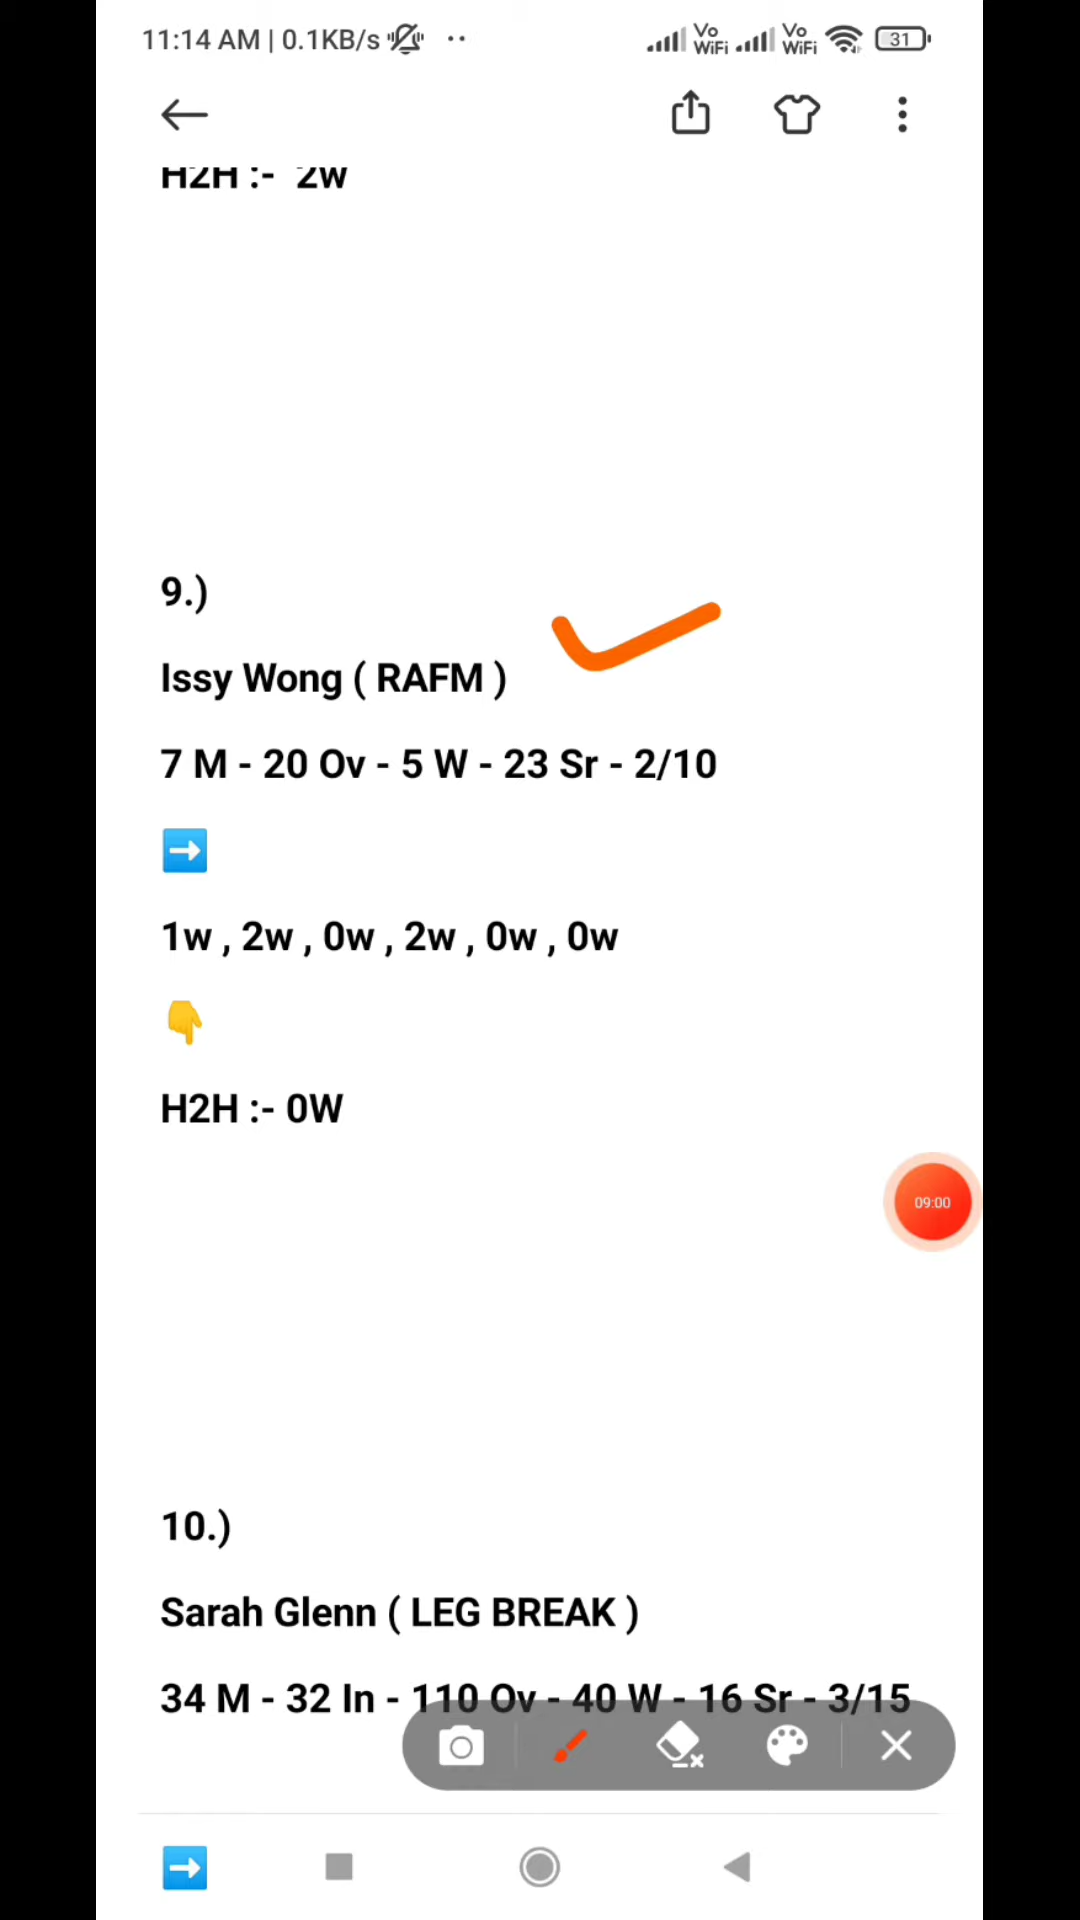 11:14 AM | 0.1KB/s
Vo WiFi Vo WiFi 31
H2H :- 2w
9.)
Issy Wong ( RAFM )
7 M - 20 Ov - 5 W - 23 Sr - 2/10
➡️
1w , 2w , 0w , 2w , 0w , 0w
👇
H2H :- 0W
09:00
10.)
Sarah Glenn ( LEG BREAK )
34 M - 32 In - 110 Ov - 40 W - 16 Sr - 3/15
➡️